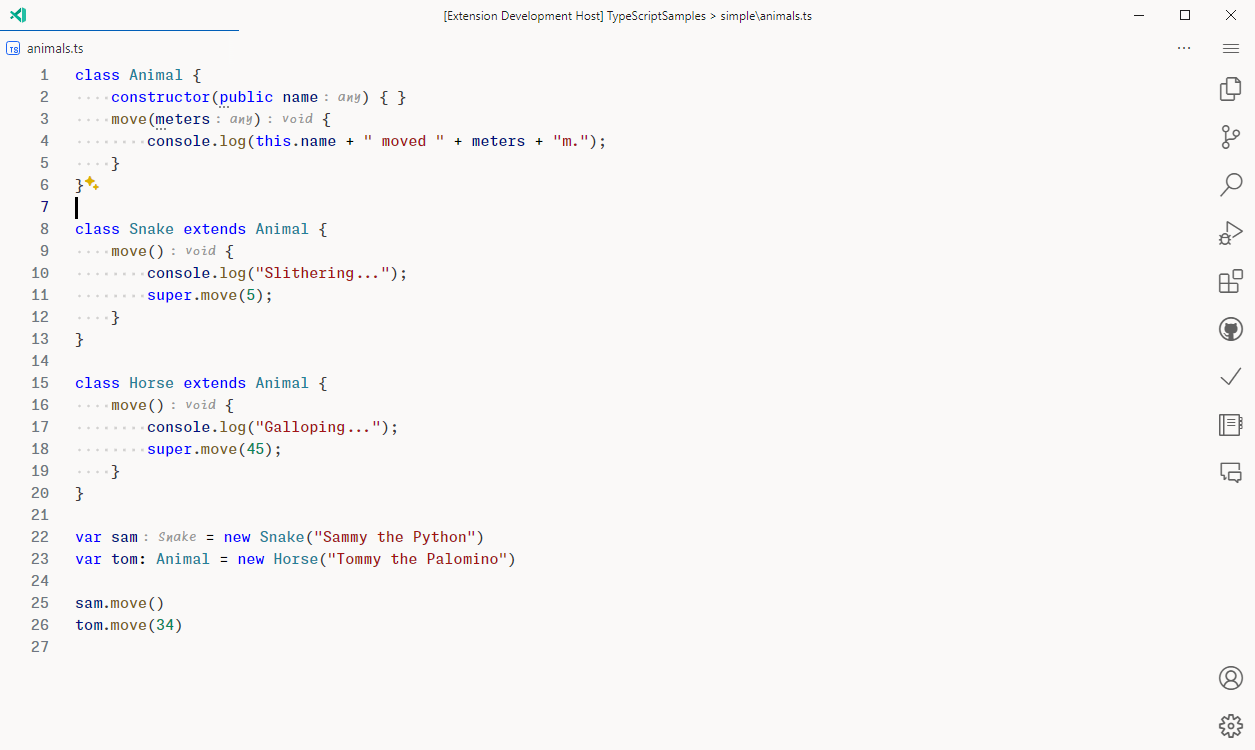 [Extension Development Host] TypeScriptSamples > simple\animals.ts
TS animals.ts
1 class Animal {
2 ····constructor(public name: any) { }
3 ····move(meters: any): void {
4 ········console.log(this.name + " moved " + meters + "m.");
5 ····}
6 }
7
8 class Snake extends Animal {
9 ····move(): void {
10 ········console.log("Slithering...");
11 ········super.move(5);
12 ····}
13 }
14
15 class Horse extends Animal {
16 ····move(): void {
17 ········console.log("Galloping...");
18 ········super.move(45);
19 ····}
20 }
21
22 var sam: Snake = new Snake("Sammy the Python")
23 var tom: Animal = new Horse("Tommy the Palomino")
24
25 sam.move()
26 tom.move(34)
27